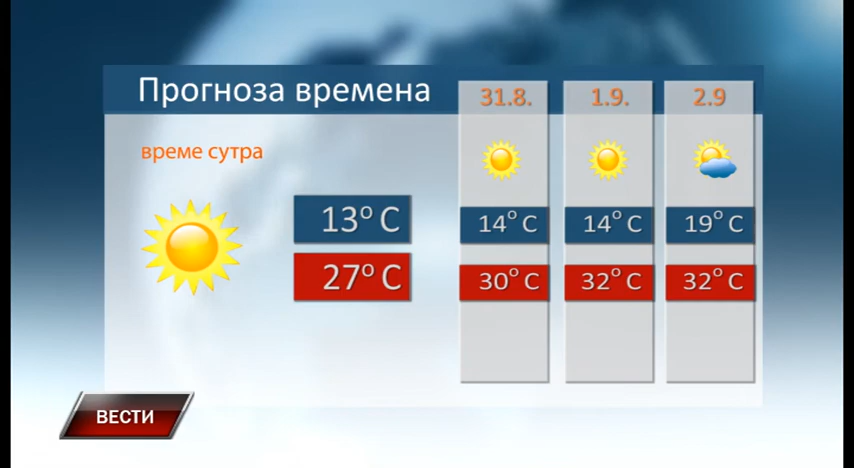 Прогноза времена
време сутра
13° C
27° C
31.8.
14° C
30° C
1.9.
14° C
32° C
2.9
19° C
32° C
ВЕСТИ